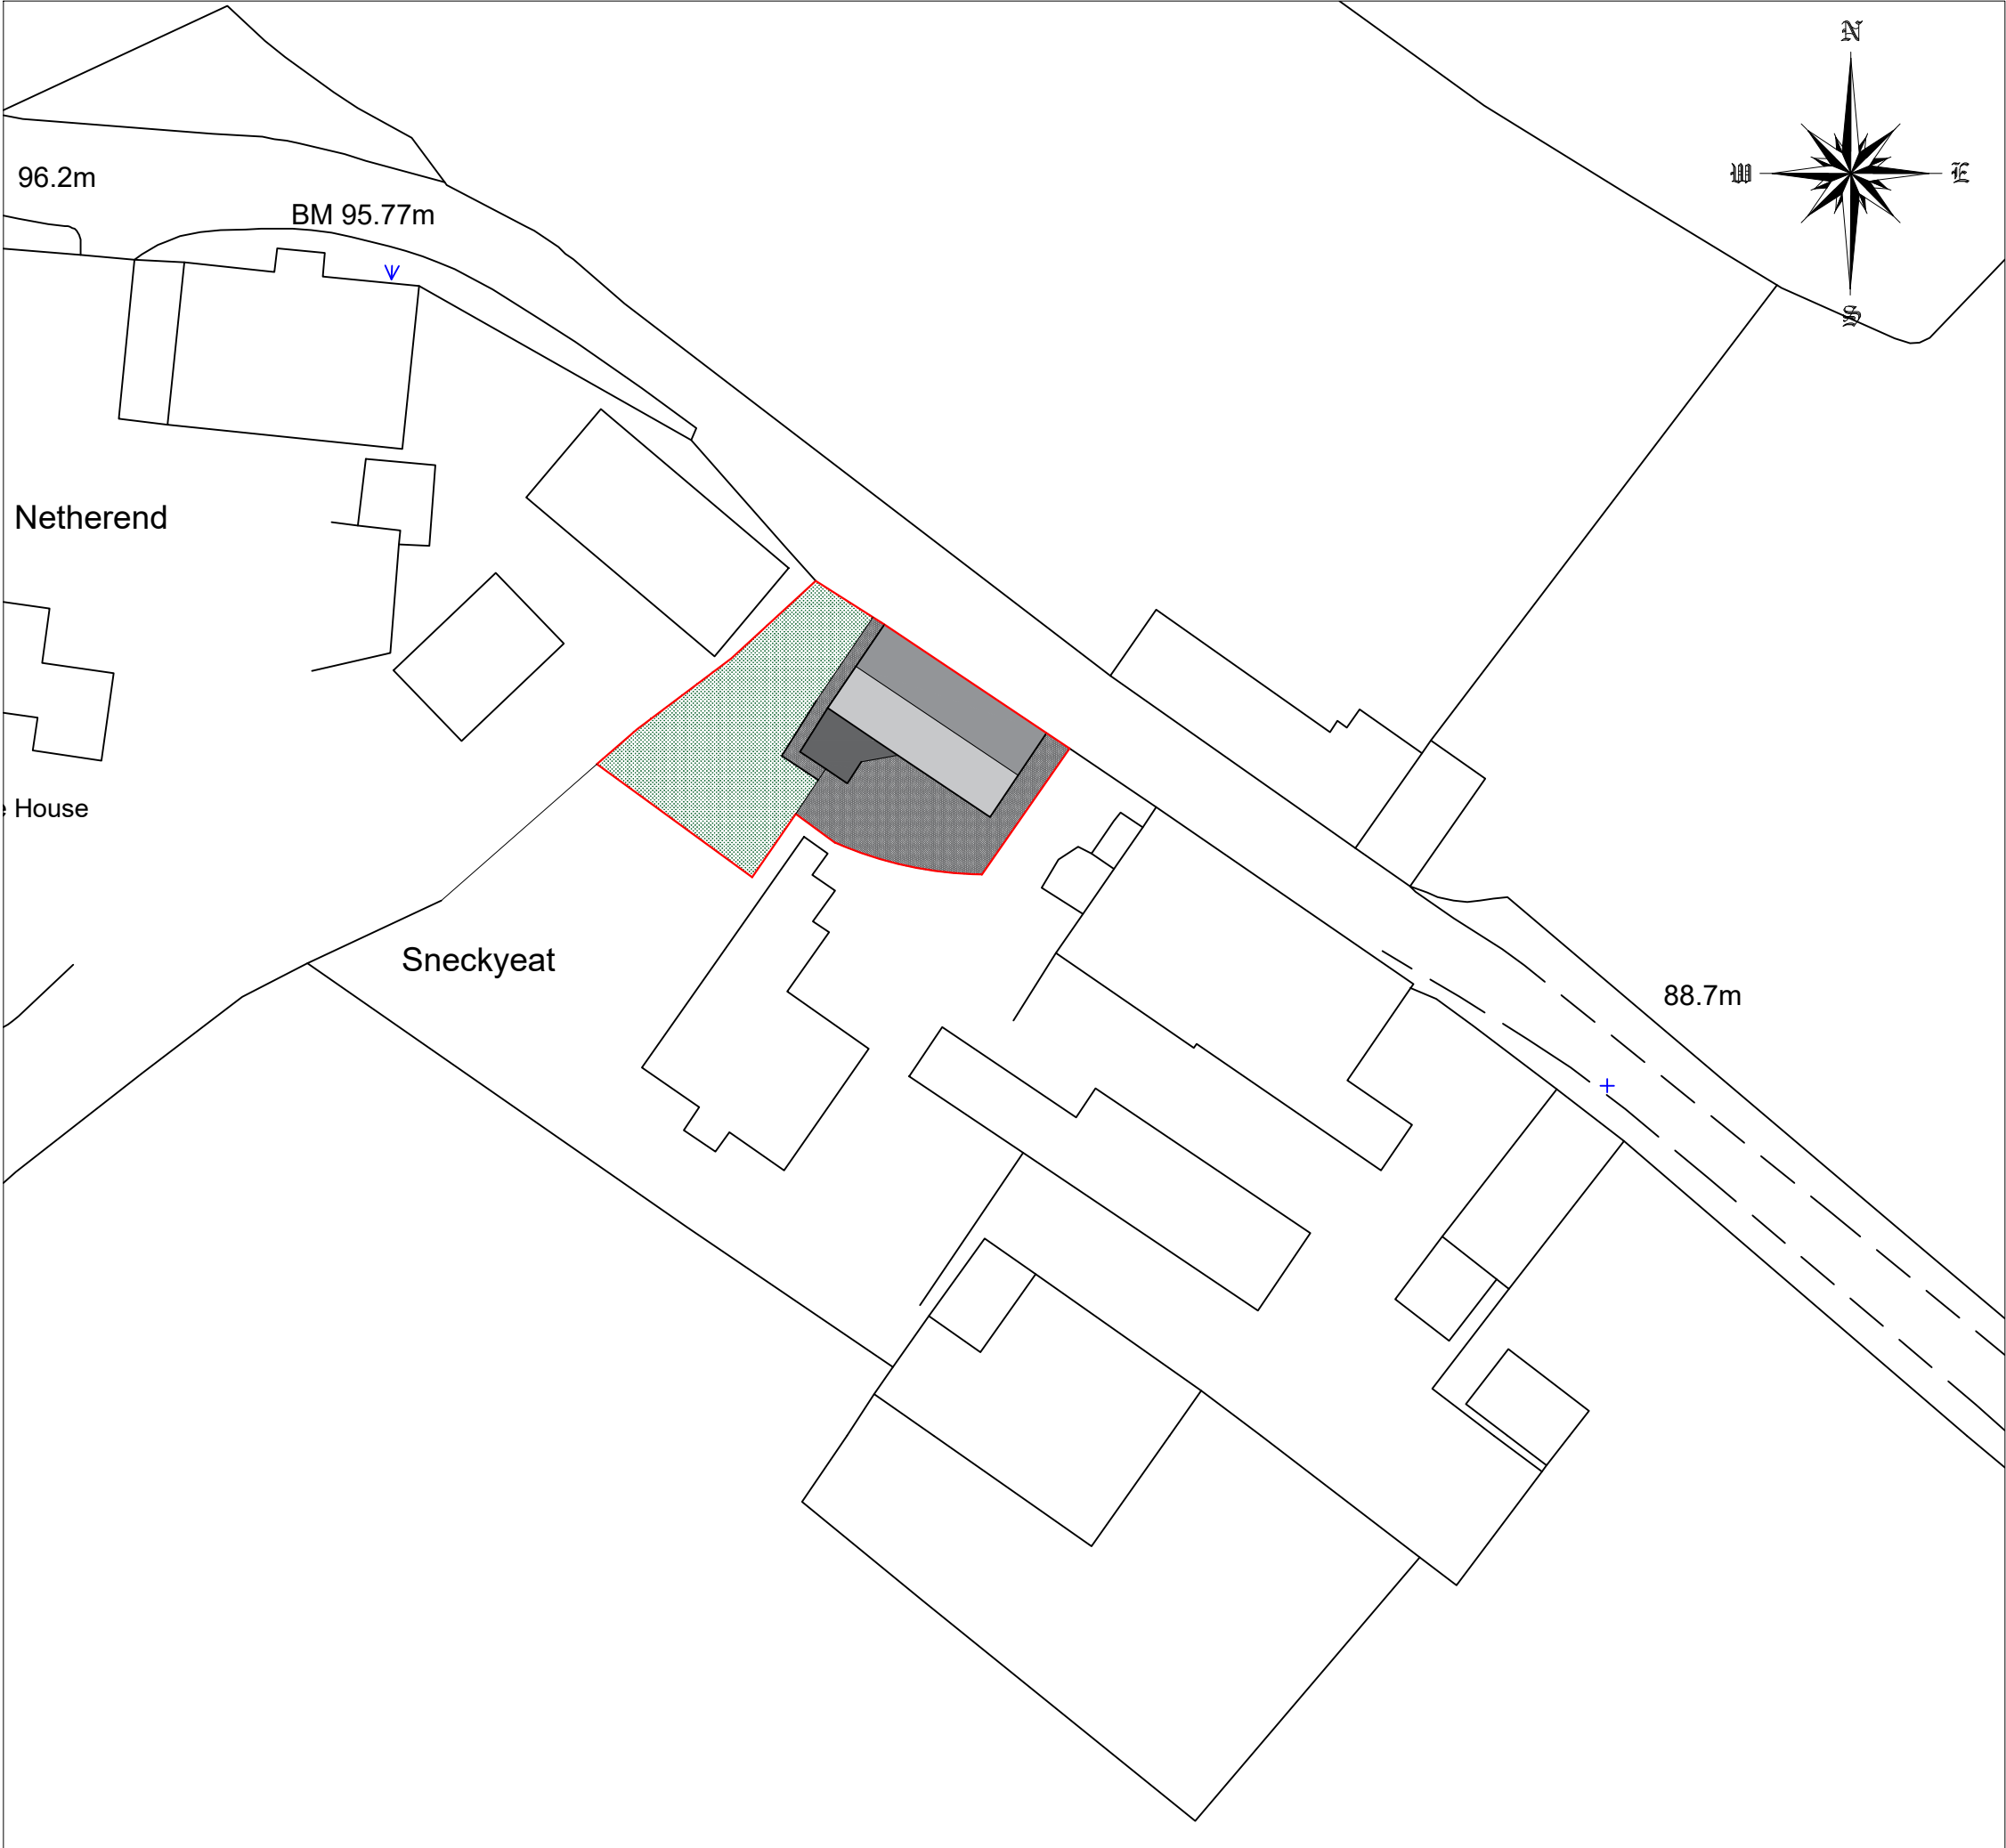 N
W
E
S
96.2m
BM 95.77m
Netherend
House
Sneckyeat
88.7m